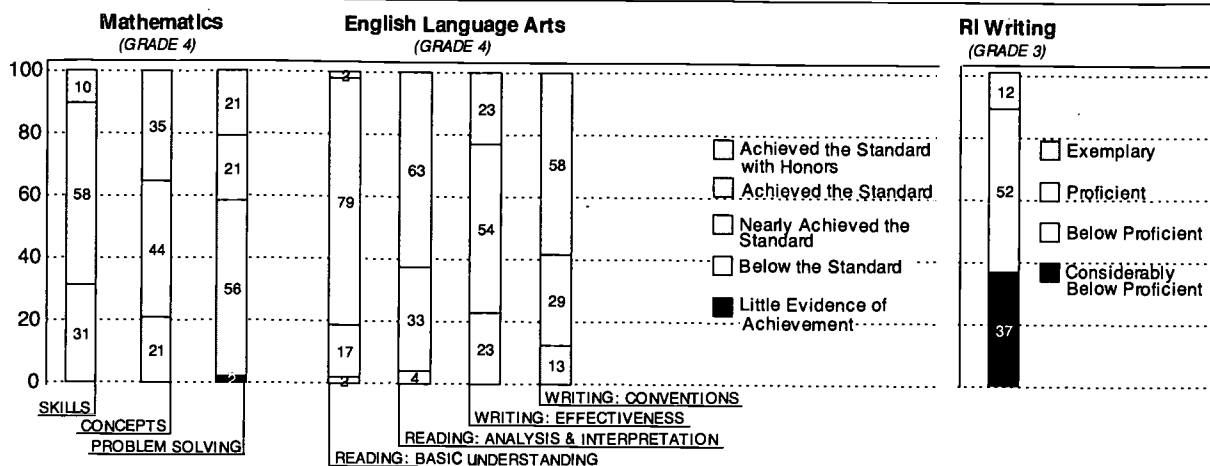 Mathematics
(GRADE 4)
English Language Arts
(GRADE 4)
RI Writing
(GRADE 3)
100
80
60
40
20
0
10
58
31
35
44
21
21
21
56
2
2
79
17
2
63
33
4
23
54
23
58
29
13
Achieved the Standard
with Honors
Achieved the Standard
Nearly Achieved the
Standard
Below the Standard
Little Evidence of
Achievement
12
52
37
Exemplary
Proficient
Below Proficient
Considerably
Below Proficient
SKILLS
CONCEPTS
PROBLEM SOLVING
WRITING: CONVENTIONS
WRITING: EFFECTIVENESS
READING: ANALYSIS & INTERPRETATION
READING: BASIC UNDERSTANDING